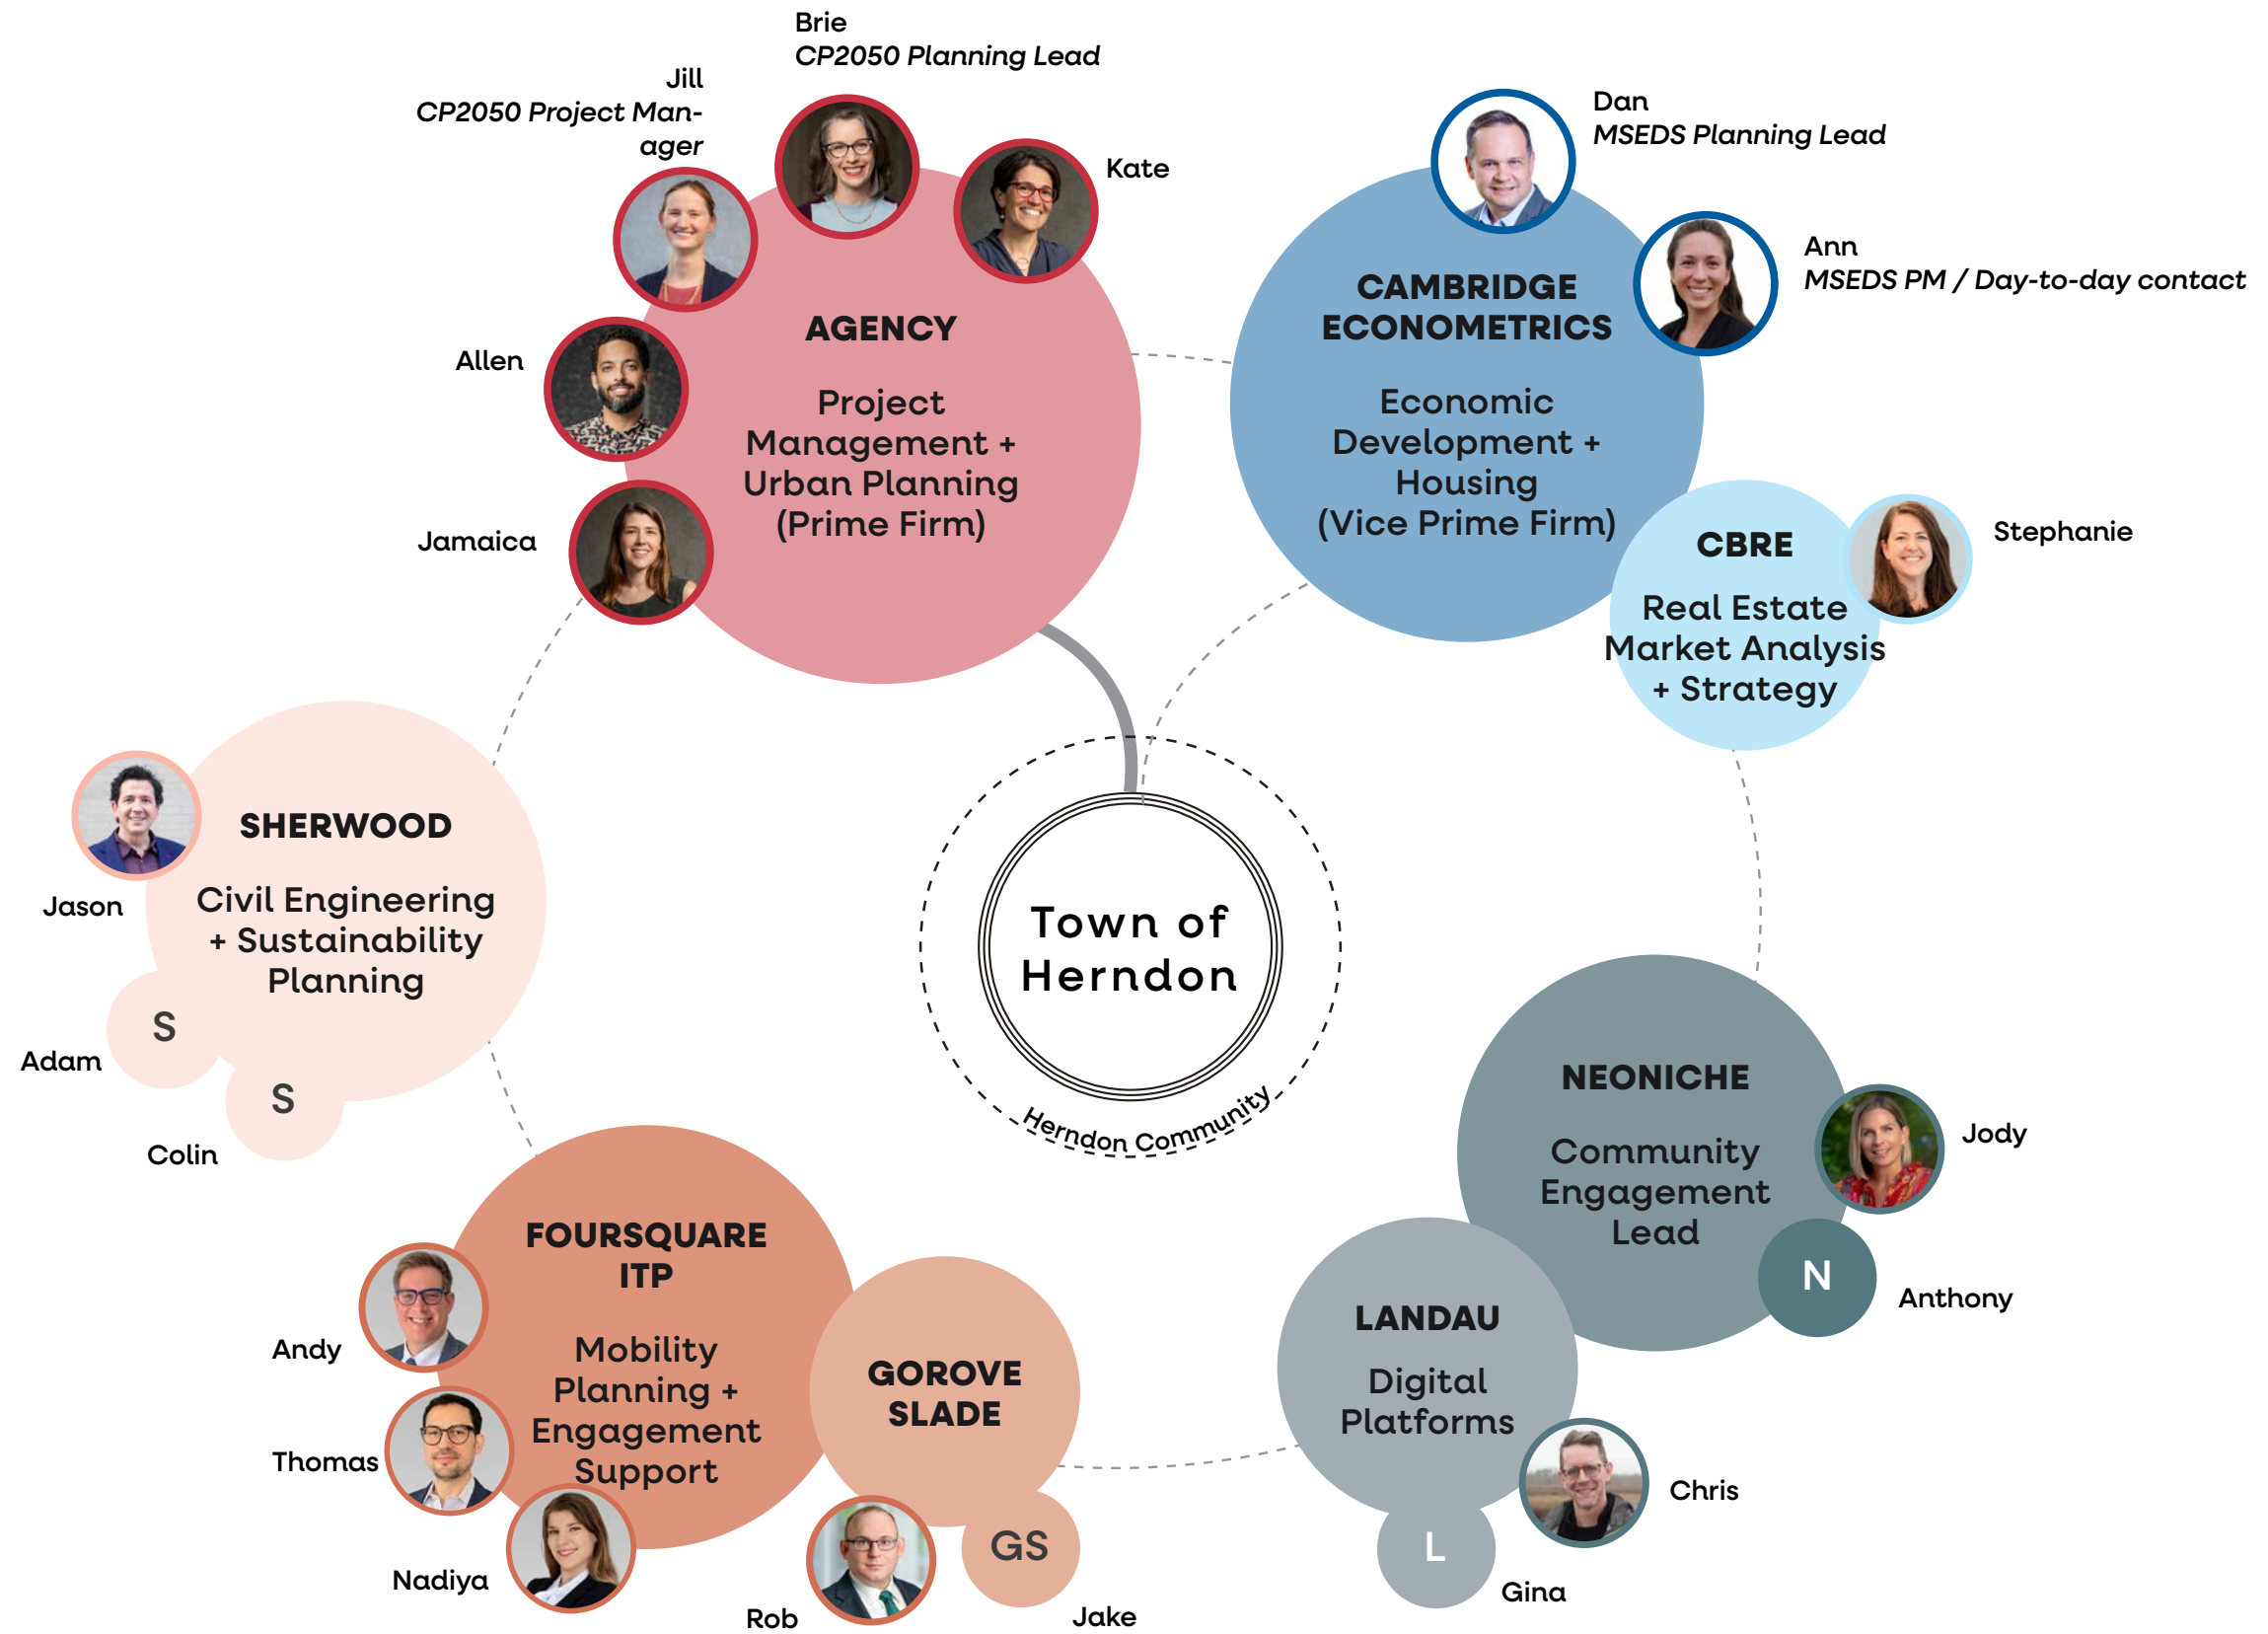 Brie
CP2050 Planning Lead
Jill
CP2050 Project Man-
ager
Kate
Allen
Jamaica
AGENCY
Project
Management +
Urban Planning
(Prime Firm)
Dan
MSEDS Planning Lead
Ann
MSEDS PM / Day-to-day contact
CAMBRIDGE
ECONOMETRICS
Economic
Development +
Housing
(Vice Prime Firm)
CBRE
Real Estate
Market Analysis
+ Strategy
Stephanie
SHERWOOD
Civil Engineering
+ Sustainability
Planning
Jason
S
Adam
S
Colin
Town of
Herndon
Herndon Community
NEONICHE
Community
Engagement
Lead
Jody
N
Anthony
FOURSQUARE
ITP
Mobility
Planning +
Engagement
Support
Andy
Thomas
Nadiya
GOROVE
SLADE
Rob
GS
Jake
LANDAU
Digital
Platforms
Chris
L
Gina